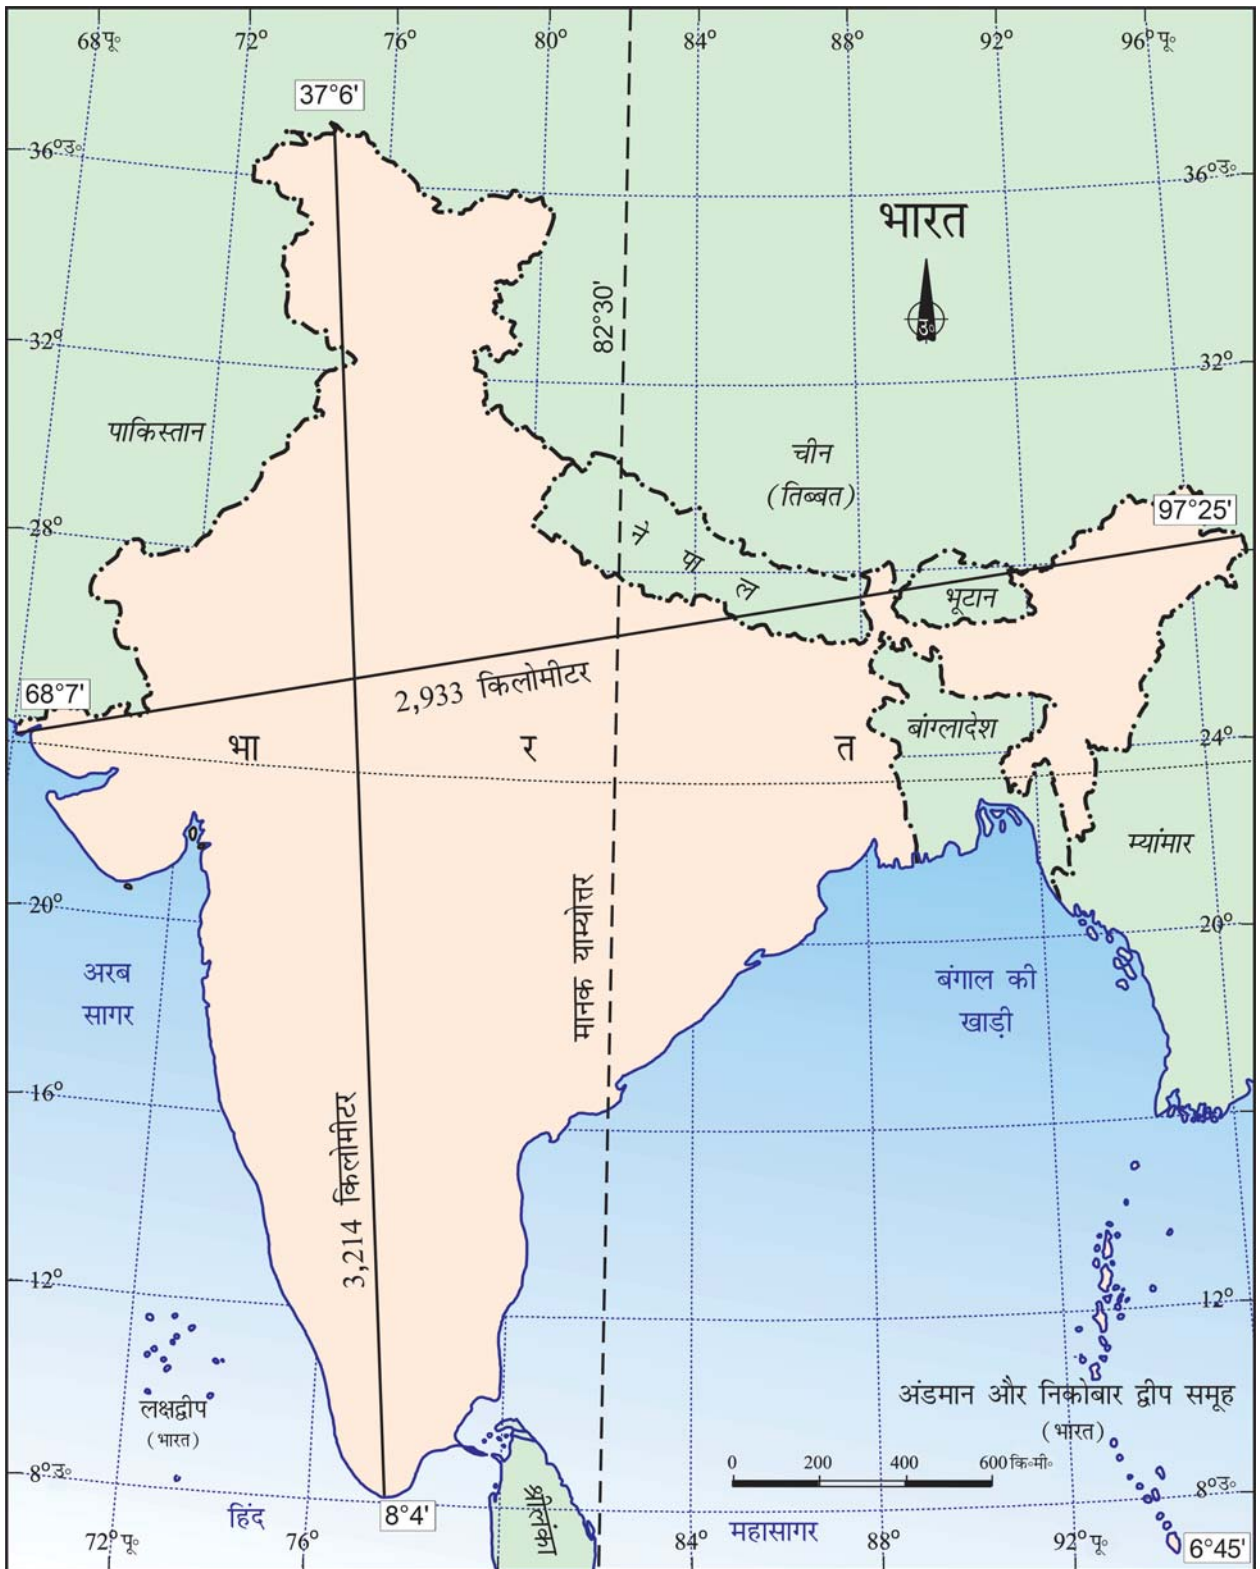 68°पू॰ 72° 76° 80° 84° 88° 92° 96°पू॰
37°6'
36°उ॰
36°उ॰
भारत
उ॰
82°30'
32°
32°
पाकिस्तान
चीन
(तिब्बत)
97°25'
28°
नेपाल
भूटान
68°7'
2,933 किलोमीटर
बांग्लादेश
भा र त
24°
म्यांमार
20°
20°
मानक याम्योत्तर
अरब
सागर
बंगाल की
खाड़ी
16°
3,214 किलोमीटर
12°
12°
लक्षद्वीप
(भारत)
अंडमान और निकोबार द्वीप समूह
(भारत)
0 200 400 600 कि॰मी॰
8°उ॰
8°उ॰
हिंद
8°4'
श्रीलंका
महासागर
6°45'
72°पू॰ 76° 84° 88° 92°पू॰